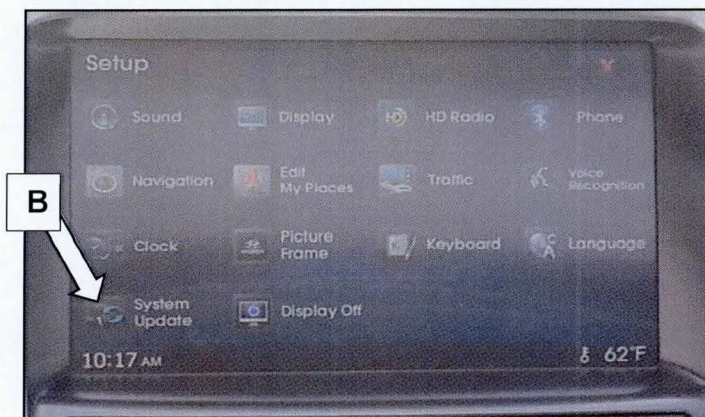 Setup
Sound
Display
HD Radio
Phone
Navigation
Edit
My Places
Traffic
Voice
Recognition
B
Clock
Picture
Frame
Keyboard
Language
System
Update
Display Off
10:17 AM
62°F